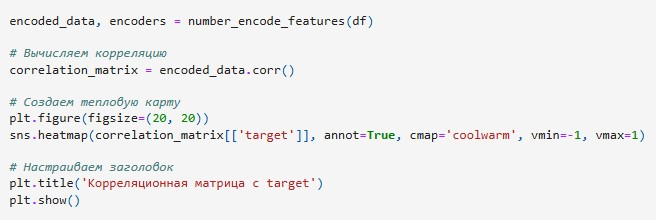 encoded_data, encoders = number_encode_features(df)
# Вычисляем корреляцию
correlation_matrix = encoded_data.corr()
# Создаем тепловую карту
plt.figure(figsize=(20, 20))
sns.heatmap(correlation_matrix[['target']], annot=True, cmap='coolwarm', vmin=-1, vmax=1)
# Настраиваем заголовок
plt.title('Корреляционная матрица с target')
plt.show()